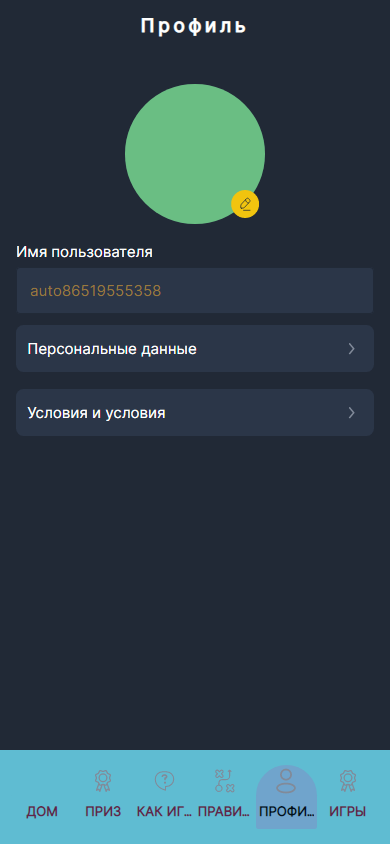 Профиль
Имя пользователя
auto86519555358
Персональные данные
Условия и условия
ДОМ
ПРИЗ
КАК ИГ...
ПРАВИ...
ПРОФИ...
ИГРЫ